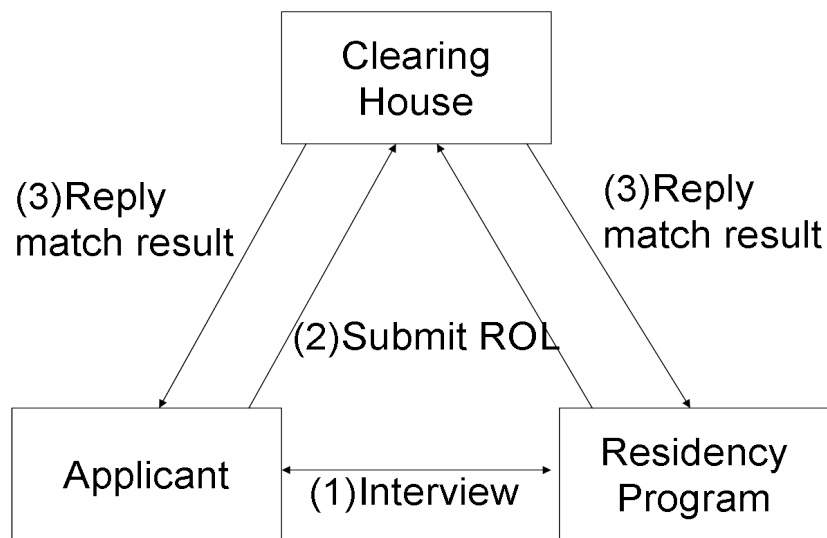 Clearing
House
(3)Reply
match result
(3)Reply
match result
(2)Submit ROL
Applicant
(1)Interview
Residency
Program